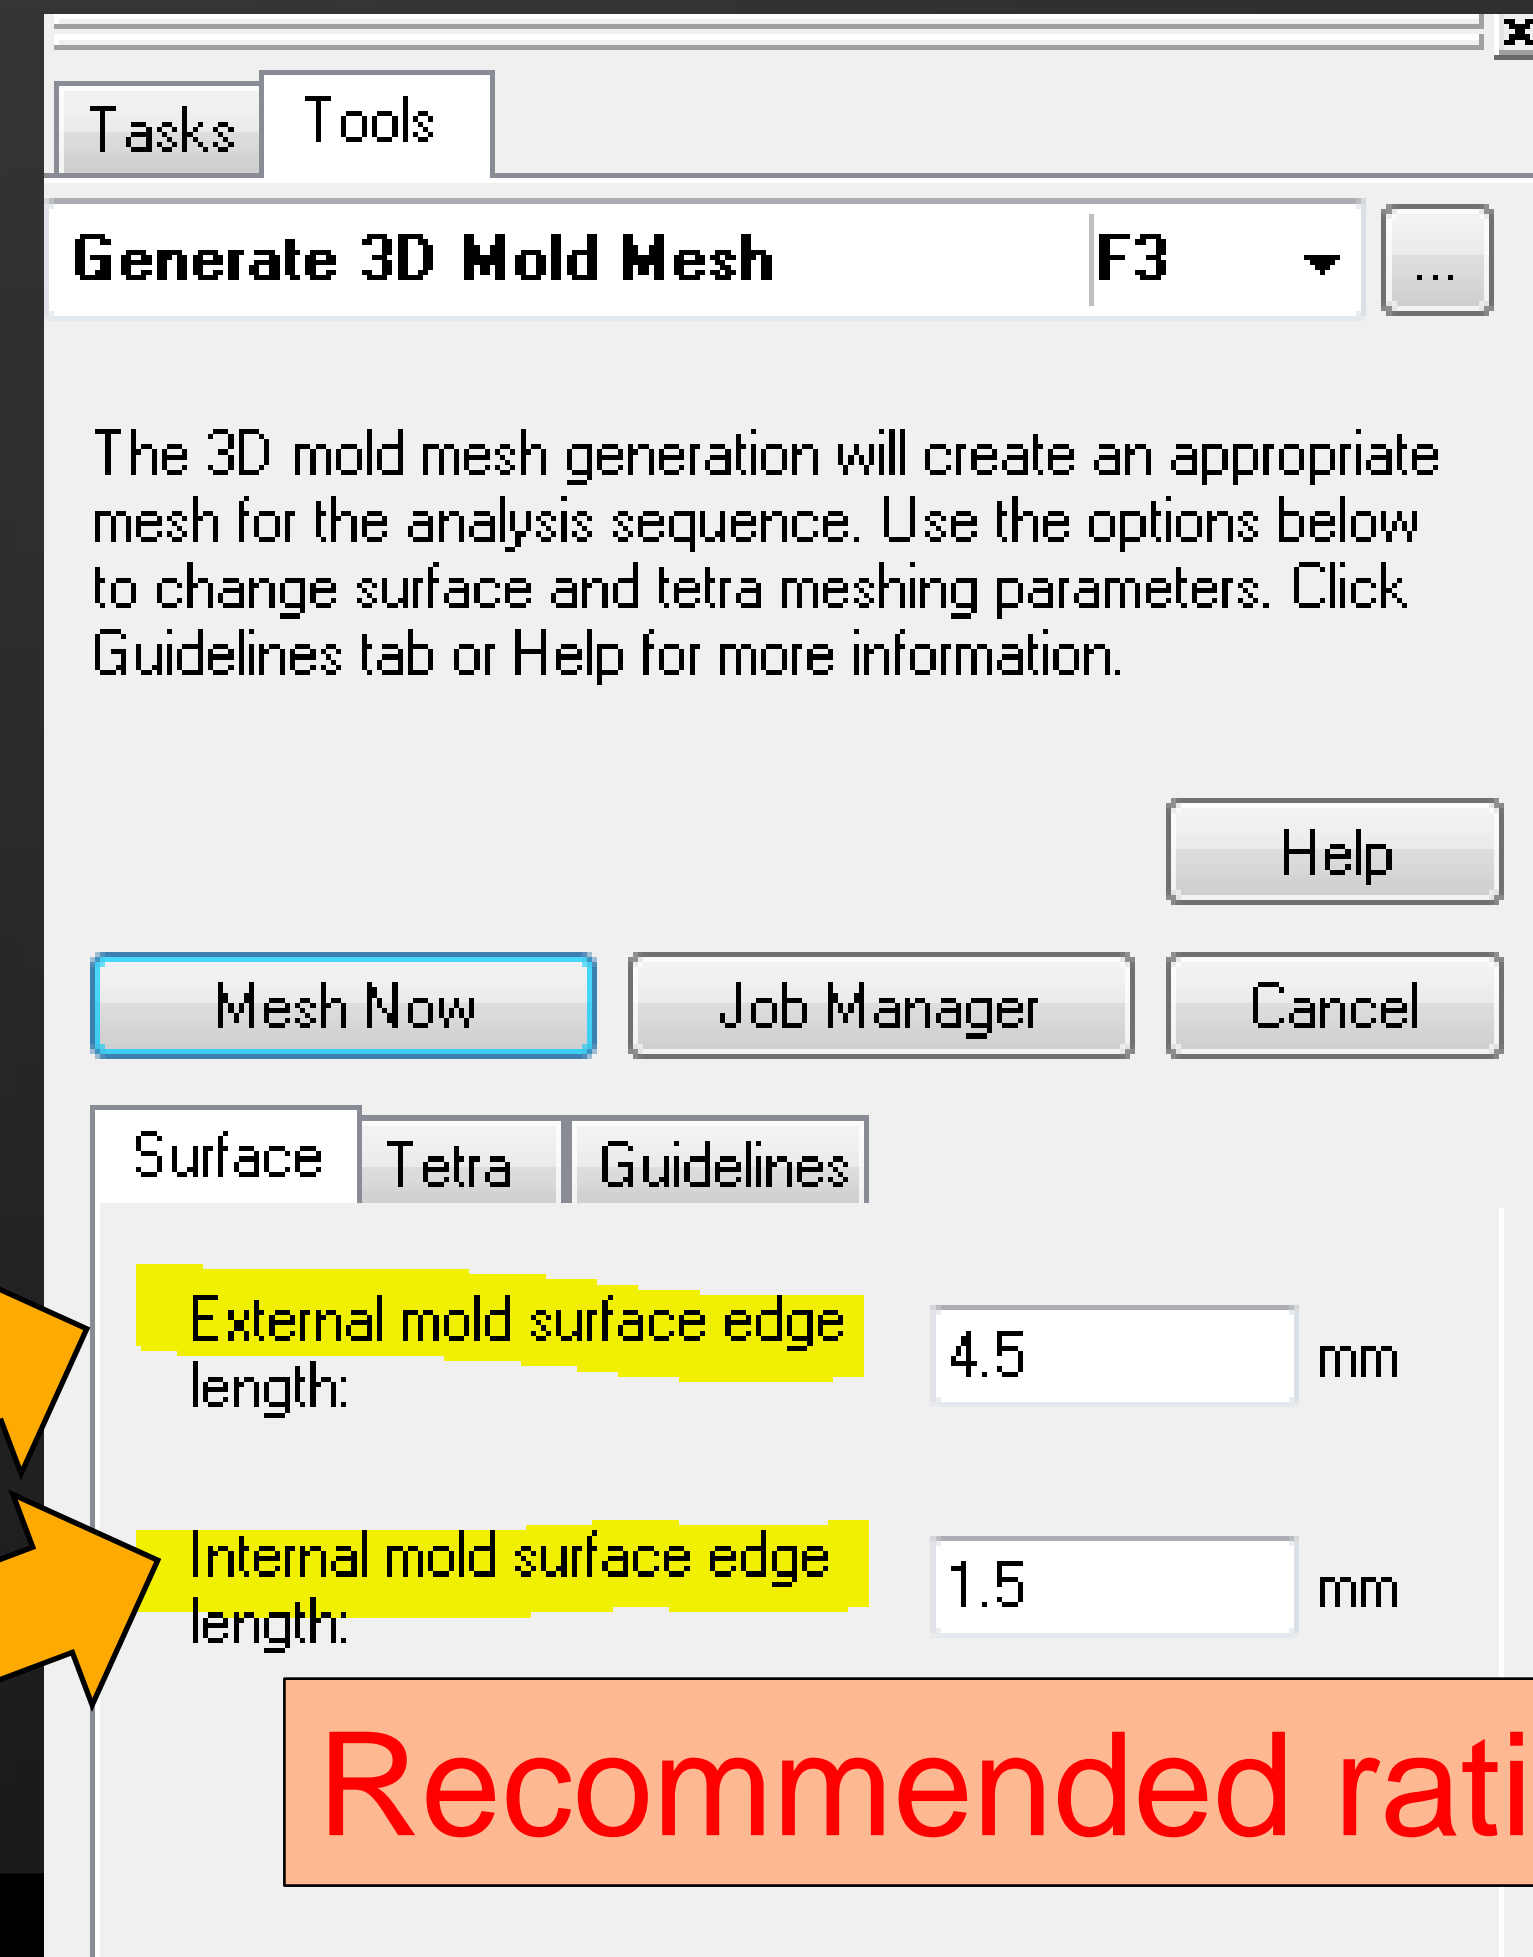 Tasks Tools
Generate 3D Mold Mesh F3 ...
The 3D mold mesh generation will create an appropriate
mesh for the analysis sequence. Use the options below
to change surface and tetra meshing parameters. Click
Guidelines tab or Help for more information.
Help
Mesh Now Job Manager Cancel
Surface Tetra Guidelines
External mold surface edge
length:
4.5 mm
Internal mold surface edge
length:
1.5 mm
Recommended